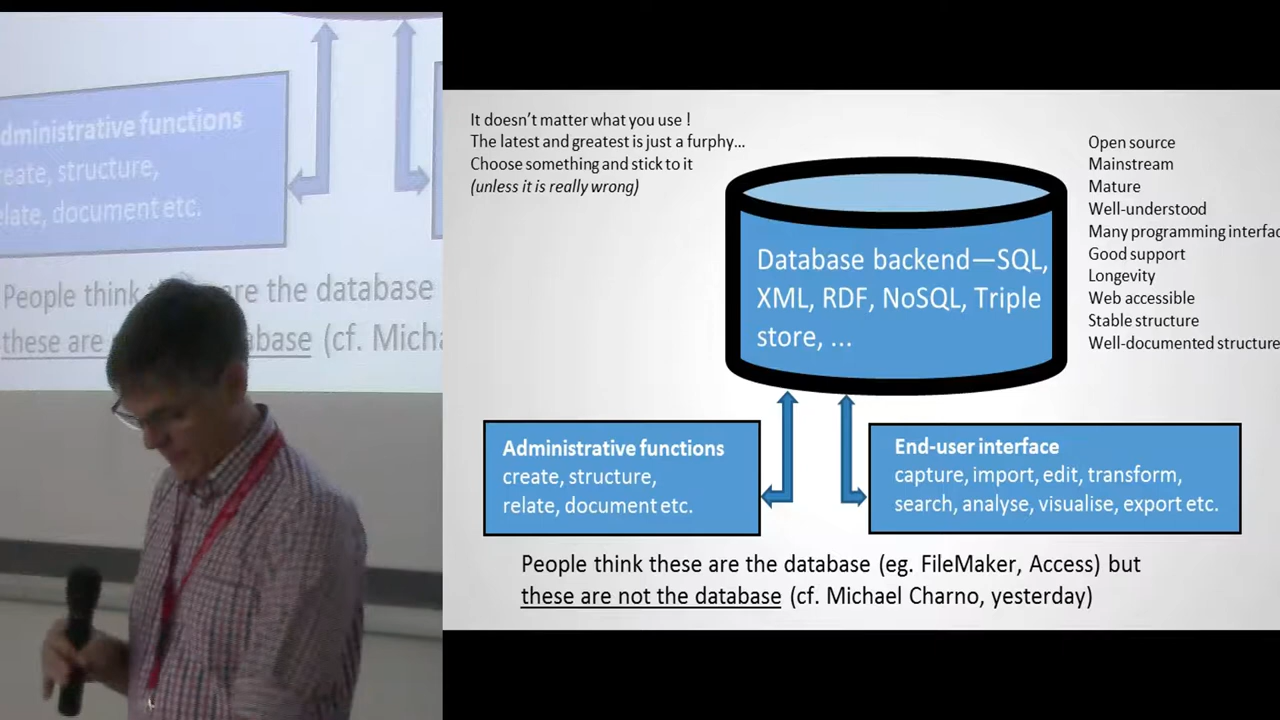 dministrative functions
eate, structure,
elate, document etc.
People think are the database
these are abase (cf. Micha
It doesn't matter what you use !
The latest and greatest is just a furphy...
Choose something and stick to it
(unless it is really wrong)
Open source
Mainstream
Mature
Well-understood
Many programming interfac
Good support
Longevity
Web accessible
Stable structure
Well-documented structure
Database backend—SQL,
XML, RDF, NoSQL, Triple
store, ...
Administrative functions
create, structure,
relate, document etc.
End-user interface
capture, import, edit, transform,
search, analyse, visualise, export etc.
People think these are the database (eg. FileMaker, Access) but
these are not the database (cf. Michael Charno, yesterday)